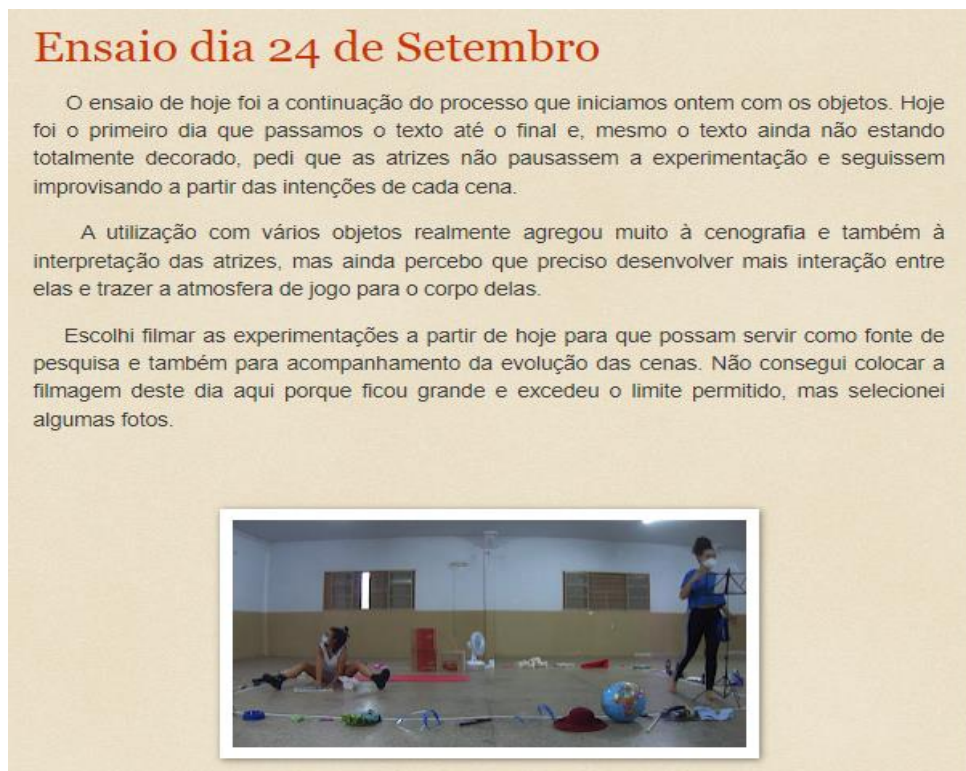 Ensaio dia 24 de Setembro
O ensaio de hoje foi a continuação do processo que iniciamos ontem com os objetos. Hoje
foi o primeiro dia que passamos o texto até o final e, mesmo o texto ainda não estando
totalmente decorado, pedi que as atrizes não pausassem a experimentação e seguissem
improvisando a partir das intenções de cada cena.
A utilização com vários objetos realmente agregou muito à cenografia e também à
interpretação das atrizes, mas ainda percebo que preciso desenvolver mais interação entre
elas e trazer a atmosfera de jogo para o corpo delas.
Escolhi filmar as experimentações a partir de hoje para que possam servir como fonte de
pesquisa e também para acompanhamento da evolução das cenas. Não consegui colocar a
filmagem deste dia aqui porque ficou grande e excedeu o limite permitido, mas selecionei
algumas fotos.